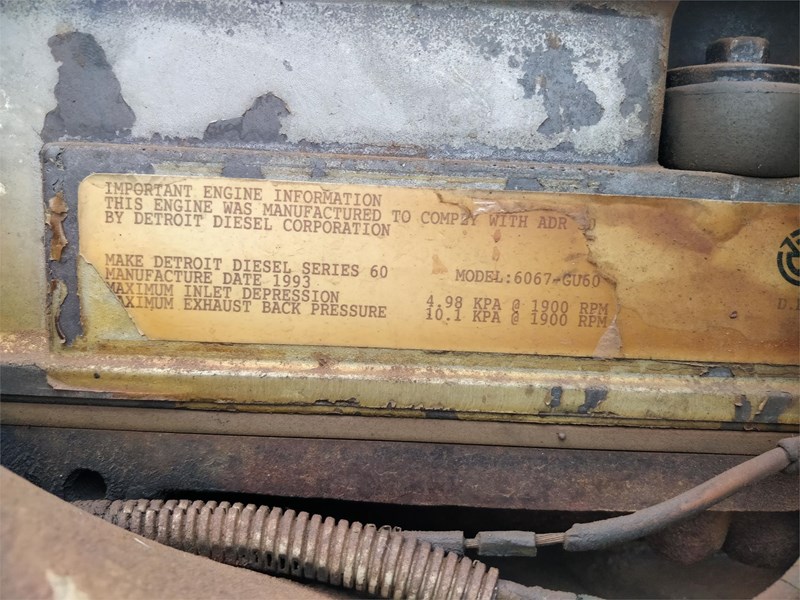 IMPORTANT ENGINE INFORMATION
THIS ENGINE WAS MANUFACTURED TO COMPLY WITH ADR
BY DETROIT DIESEL CORPORATION
MAKE DETROIT DIESEL SERIES 60 MODEL:6067-GU60
MANUFACTURE DATE 1993
MAXIMUM INLET DEPRESSION 4.98 KPA @ 1900 RPM
MAXIMUM EXHAUST BACK PRESSURE 10.1 KPA @ 1900 RPM